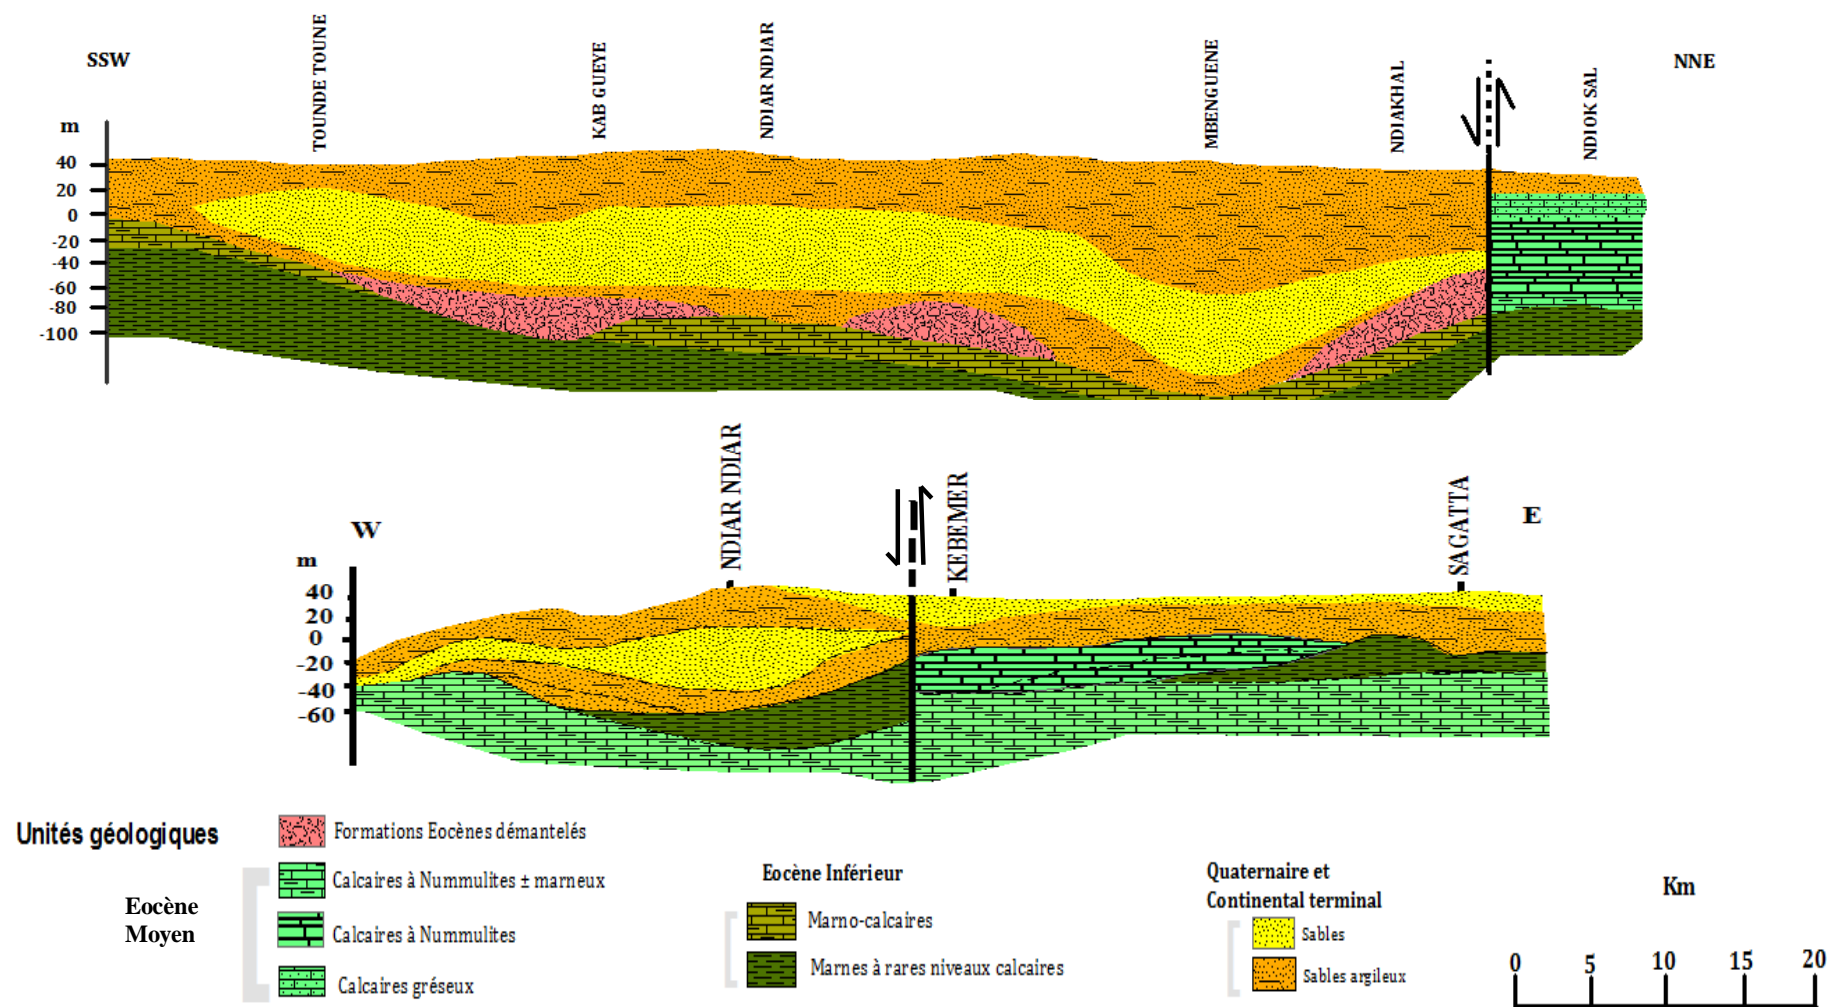 SSW
TOUNDE TOUNE
KAB GUEYE
NDIAR NDIAR
MBENGUENE
NDIAKHAL
NDIOK SAL
NNE
m
40
20
0
-20
-40
-60
-80
-100
W
NDIAR NDIAR
KEBEMER
SAGATTA
E
m
40
20
0
-20
-40
-60
Unités géologiques
Formations Eocènes démantelés
Eocène
Moyen
Calcaires à Nummulites ± marneux
Calcaires à Nummulites
Calcaires gréseux
Eocène Inférieur
Marno-calcaires
Marnes à rares niveaux calcaires
Quaternaire et
Continental terminal
Sables
Sables argileux
Km
0 5 10 15 20